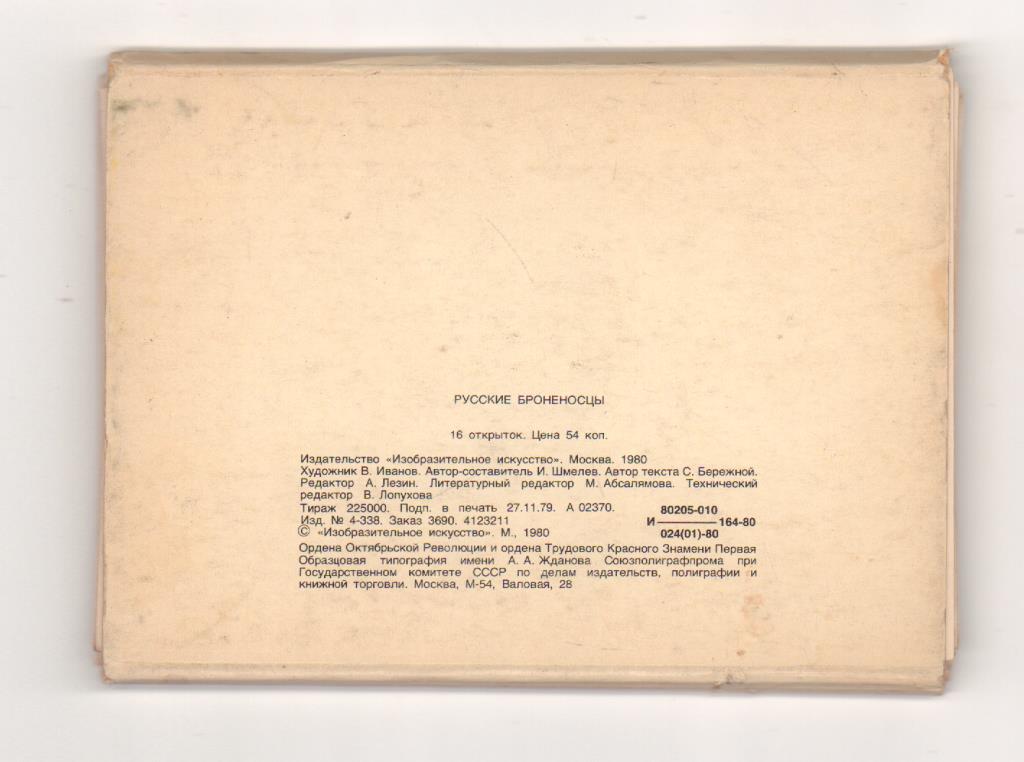 РУССКИЕ БРОНЕНОСЦЫ
16 открыток. Цена 54 коп.
Издательство «Изобразительное искусство». Москва. 1980
Художник В. Иванов. Автор-составитель И. Шмелев. Автор текста С. Бережной.
Редактор А. Лезин. Литературный редактор М. Абсалямова. Технический
редактор В. Лопухова
Тираж 225000. Подп. в печать 27.11.79. А 02370.
Изд. № 4-338. Заказ 3690. 4123211
© «Изобразительное искусство». М., 1980
80205-010
И ——— 164-80
024(01)-80
Ордена Октябрьской Революции и ордена Трудового Красного Знамени Первая
Образцовая типография имени А. А. Жданова Союзполиграфпрома при
Государственном комитете СССР по делам издательств, полиграфии и
книжной торговли. Москва, М-54, Валовая, 28